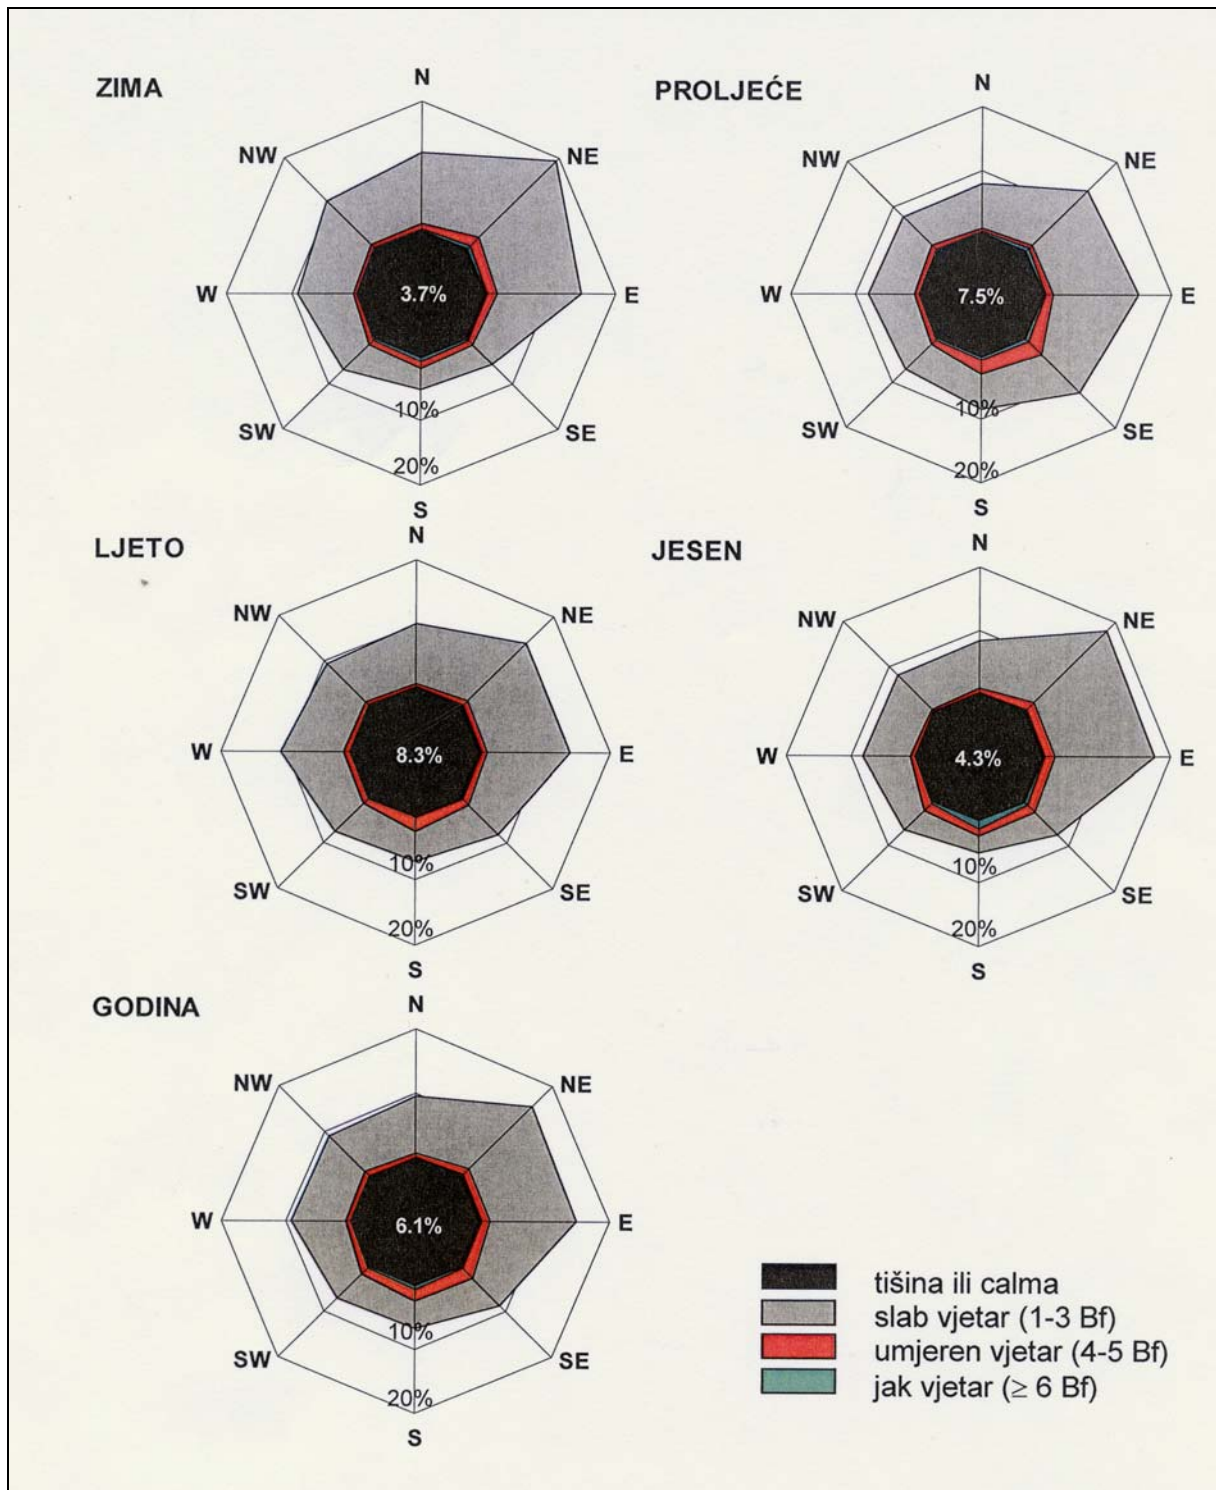 ZIMA
N
NW
NE
W
3.7%
E
SW
10%
SE
20%
S
PROLJEĆE
N
NW
NE
W
7.5%
E
SW
10%
SE
20%
S
LJETO
N
NW
NE
W
8.3%
E
SW
10%
SE
20%
S
JESEN
N
NW
NE
W
4.3%
E
SW
10%
SE
20%
S
GODINA
N
NW
NE
W
6.1%
E
SW
10%
SE
20%
S
tišina ili calma
slab vjetar (1-3 Bf)
umjeren vjetar (4-5 Bf)
jak vjetar (≥ 6 Bf)